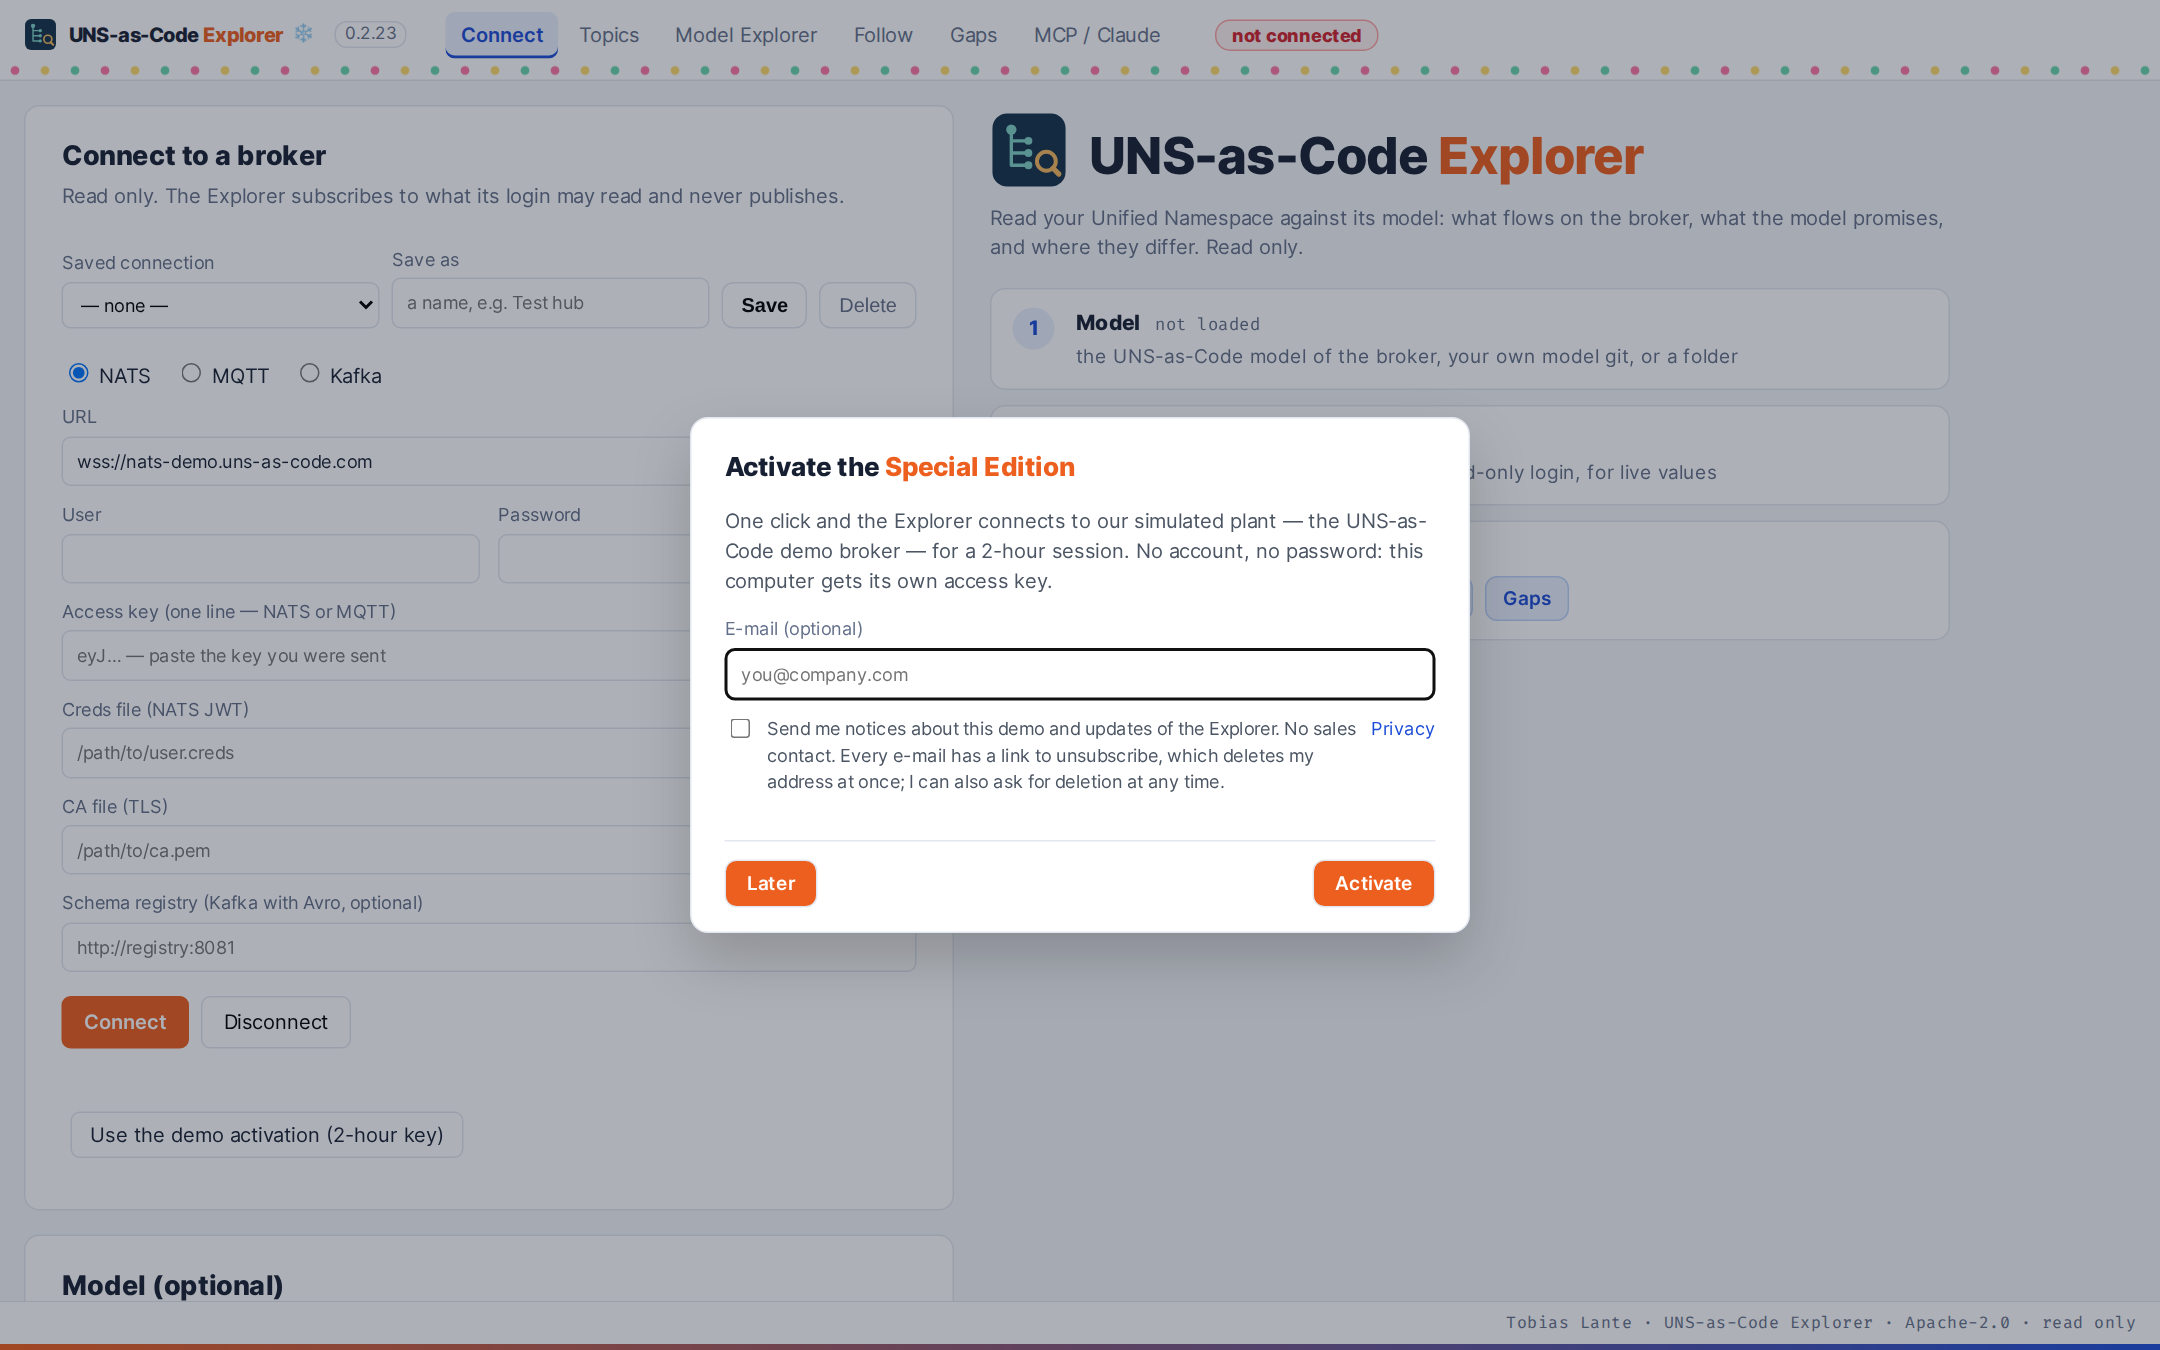 UNS-as-Code Explorer ❄️ 0.2.23 Connect Topics Model Explorer Follow Gaps MCP / Claude not connected
Connect to a broker
Read only. The Explorer subscribes to what its login may read and never publishes.
Saved connection
Save as
— none —
a name, e.g. Test hub
Save
Delete
NATS
MQTT
Kafka
URL
wss://nats-demo.uns-as-code.com
User
Password
Access key (one line — NATS or MQTT)
eyJ... — paste the key you were sent
Creds file (NATS JWT)
/path/to/user.creds
CA file (TLS)
/path/to/ca.pem
Schema registry (Kafka with Avro, optional)
http://registry:8081
Connect
Disconnect
Use the demo activation (2-hour key)
Model (optional)
UNS-as-Code Explorer
Read your Unified Namespace against its model: what flows on the broker, what the model promises,
and where they differ. Read only.
1
Model not loaded
the UNS-as-Code model of the broker, your own model git, or a folder
-only login, for live values
Gaps
Activate the Special Edition
One click and the Explorer connects to our simulated plant — the UNS-as-
Code demo broker — for a 2-hour session. No account, no password: this
computer gets its own access key.
E-mail (optional)
you@company.com
Send me notices about this demo and updates of the Explorer. No sales
contact. Every e-mail has a link to unsubscribe, which deletes my
address at once; I can also ask for deletion at any time.
Privacy
Later
Activate
Tobias Lante · UNS-as-Code Explorer · Apache-2.0 · read only